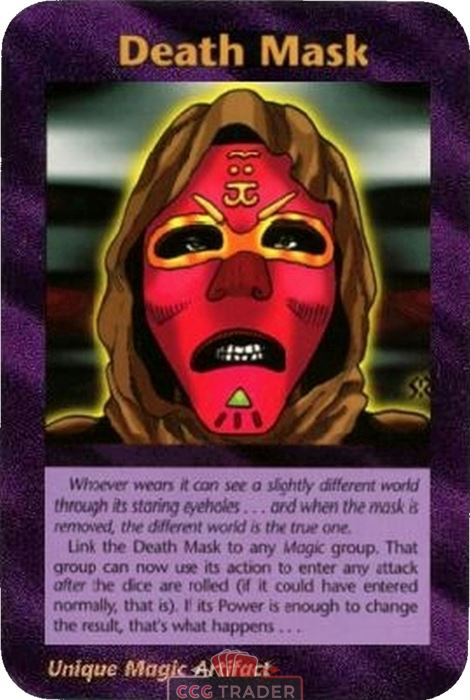 Death Mask
S.Z
Whoever wears it can see a slightly different world
through its staring eyeholes . . . and when the mask is
removed, the different world is the true one.
Link the Death Mask to any Magic group. That
group can now use its action to enter any attack
after the dice are rolled (if it could have entered
normally, that is). If its Power is enough to change
the result, that's what happens . . .
Unique Magic Artifact
CCG TRADER